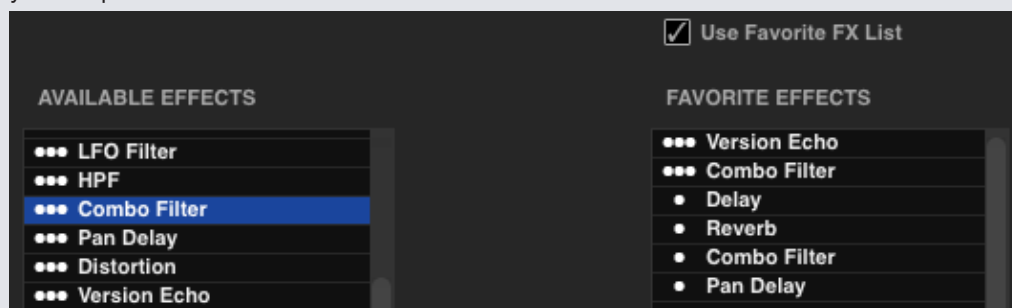 Use Favorite FX List
AVAILABLE EFFECTS
LFO Filter
HPF
Combo Filter
Pan Delay
Distortion
Version Echo
FAVORITE EFFECTS
Version Echo
Combo Filter
Delay
Reverb
Combo Filter
Pan Delay